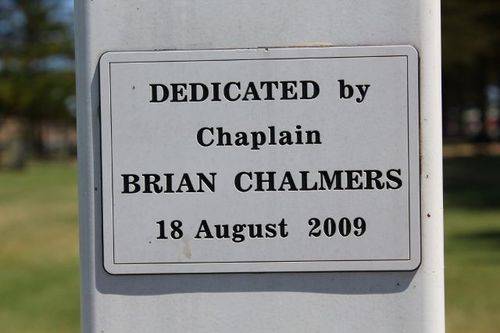 DEDICATED by
Chaplain
BRIAN CHALMERS
18 August 2009